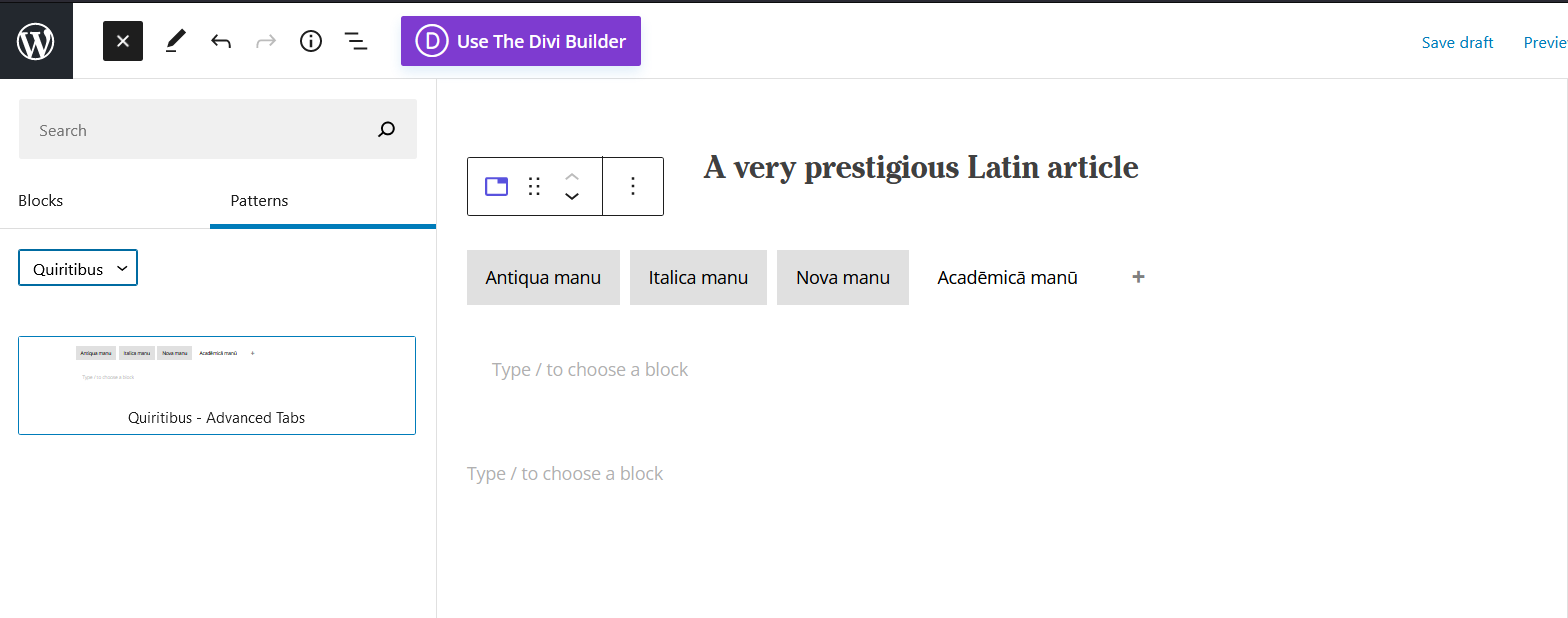 Use The Divi Builder
Save draft
Previe
Search
Blocks
Patterns
Quiritibus
Antiqua manu
Italica manu
Nova manu
Acadēmicā manū
+
Type / to choose a block
Quiritibus - Advanced Tabs
A very prestigious Latin article
Antiqua manu
Italica manu
Nova manu
Acadēmicā manū
+
Type / to choose a block
Type / to choose a block